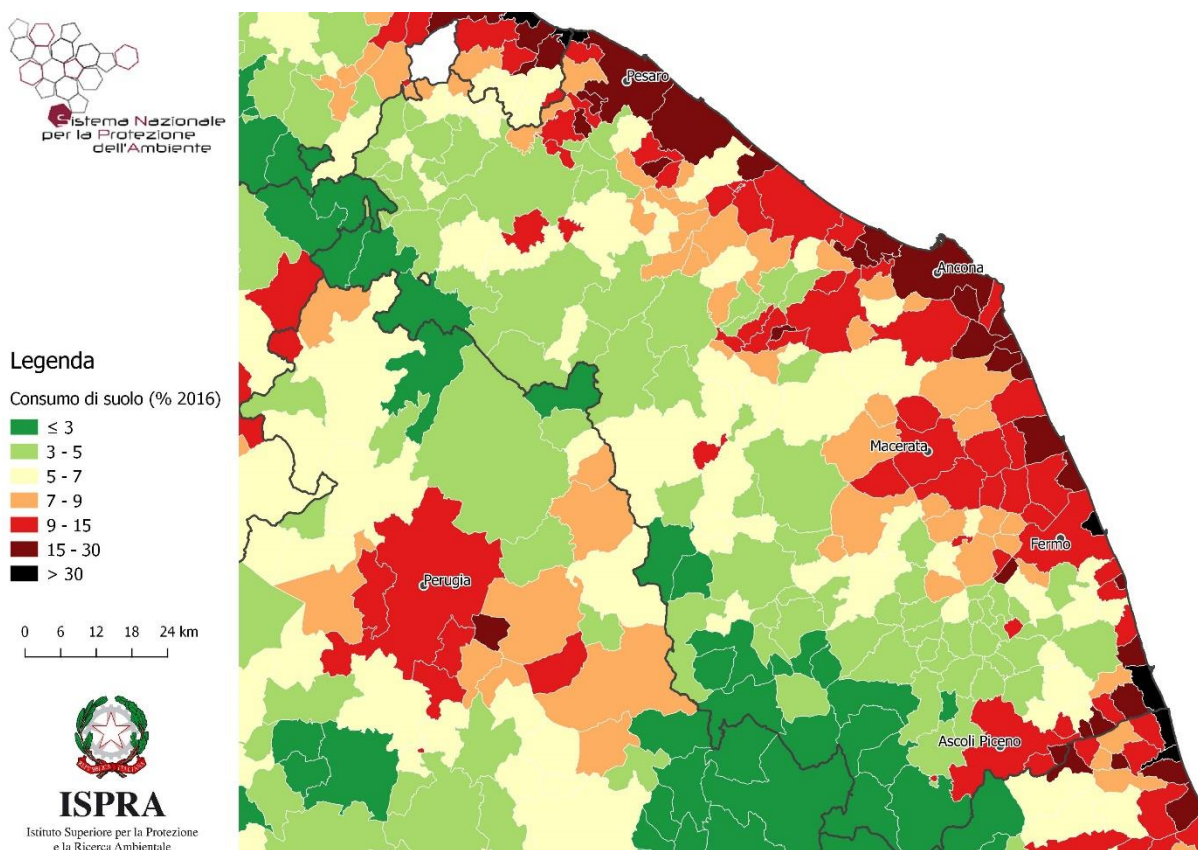 Sistema Nazionale
per la Protezione
dell'Ambiente
Legenda
Consumo di suolo (% 2016)
≤ 3
3 - 5
5 - 7
7 - 9
9 - 15
15 - 30
> 30
0 6 12 18 24 km
REPVBBLICA ITALIANA
ISPRA
Istituto Superiore per la Protezione
e la Ricerca Ambientale
Pesaro
Ancona
Macerata
Fermo
Perugia
Ascoli Piceno